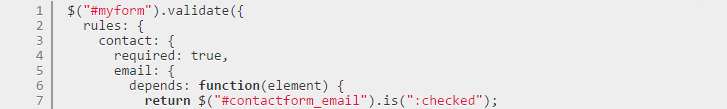 1 $("#myform").validate({
2   rules: {
3     contact: {
4       required: true,
5       email: {
6         depends: function(element) {
7           return $("#contactform_email").is(":checked");